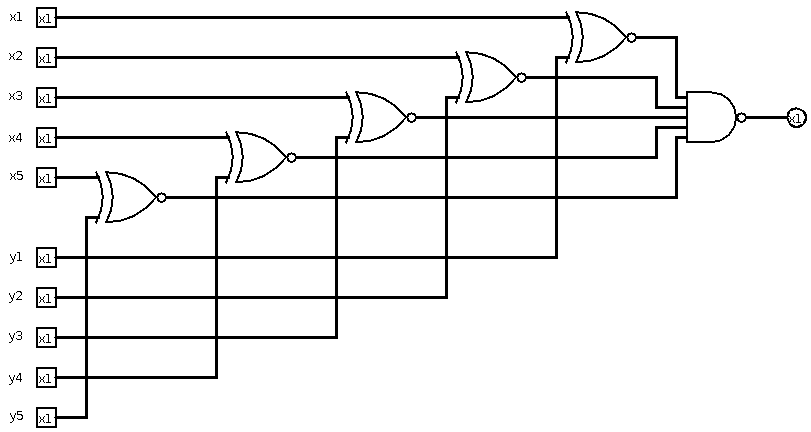 x1 x1
x2 x1
x3 x1
x4 x1
x5 x1
x1
y1 x1
y2 x1
y3 x1
y4 x1
y5 x1